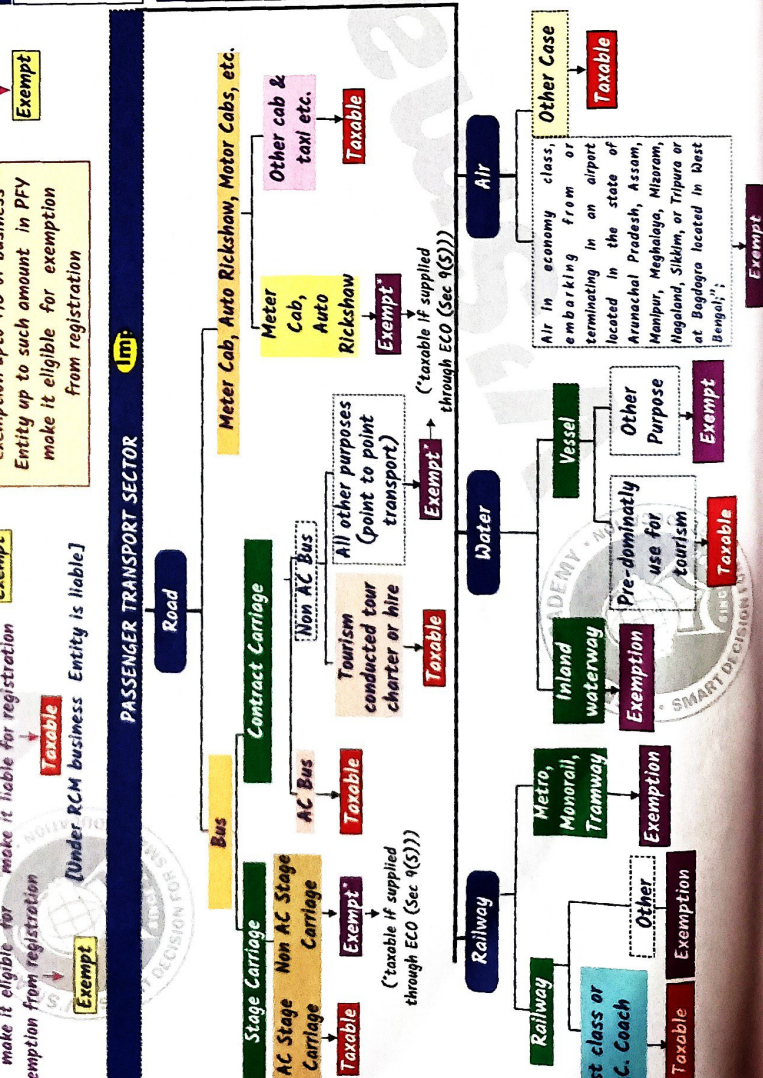 Exempt
exemption upto
of business
Entity up to such amount in PFY
make it eligible for exemption
from registration
Exempt
make it eligible for
make it liable for registration
emption from registration
Taxable
[Under RCM business Entity is liable]
Exempt
PASSENGER TRANSPORT SECTOR
Imp
Road
Bus
Meter Cab, Auto Rickshaw, Motor Cabs, etc.
Stage Carriage
Contract Carriage
Meter
Cab,
Auto
Rickshaw
Other cab &
taxi etc.
AC Stage
Carriage
Non AC Stage
Carriage
AC Bus
Non AC Bus
Exempt*
Taxable
Taxable
Exempt*
Taxable
Tourism
conducted tour
charter or hire
All other purposes
(point to point
transport)
(*taxable if supplied
through ECO (Sec 9(5)))
Taxable
Exempt*
(*taxable if supplied
through ECO (Sec 9(5)))
Railway
Water
Air
Railway
Metro,
Monorail,
Tramway
Inland
waterway
Vessel
Air in economy class,
embarking from or
terminating in an airport
located in the state of
Arunachal Pradesh, Assam,
Manipur, Meghalaya, Mizoram,
Nagaland, Sikkim, or Tripura or
at Bagdogra located in West
Bengal;";
Other Case
st class or
C. Coach
Other
Exemption
Exemption
Pre-dominatly
use for
tourism
Other
Purpose
Taxable
Taxable
Exemption
Taxable
Exempt
Exempt
SMART DECISION FOR